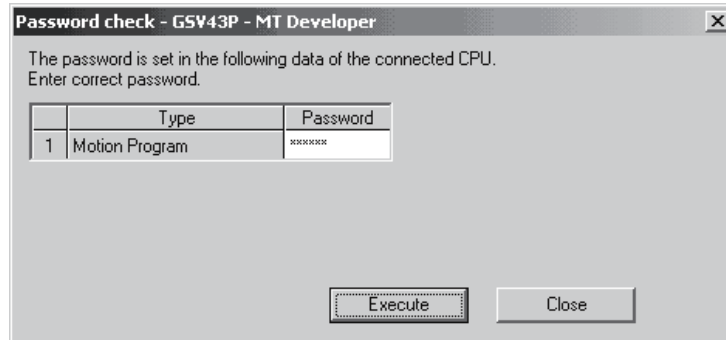 Password check - GSV43P - MT Developer
The password is set in the following data of the connected CPU.
Enter correct password.
Type Password
1 Motion Program ******
Execute Close